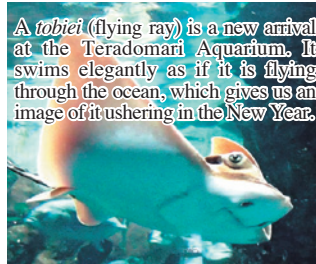 A tobiei (flying ray) is a new arrival
at the Teradomari Aquarium. It
swims elegantly as if it is flying
through the ocean, which gives us an
image of it ushering in the New Year.